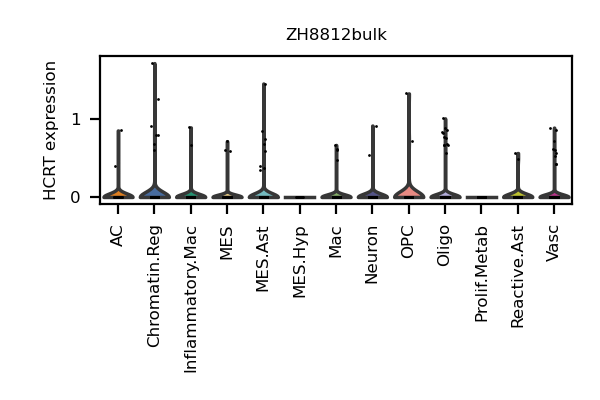 ZH8812bulk
HCRT expression
1
0
AC
Chromatin.Reg
Inflammatory.Mac
MES
MES.Ast
MES.Hyp
Mac
Neuron
OPC
Oligo
Prolif.Metab
Reactive.Ast
Vasc